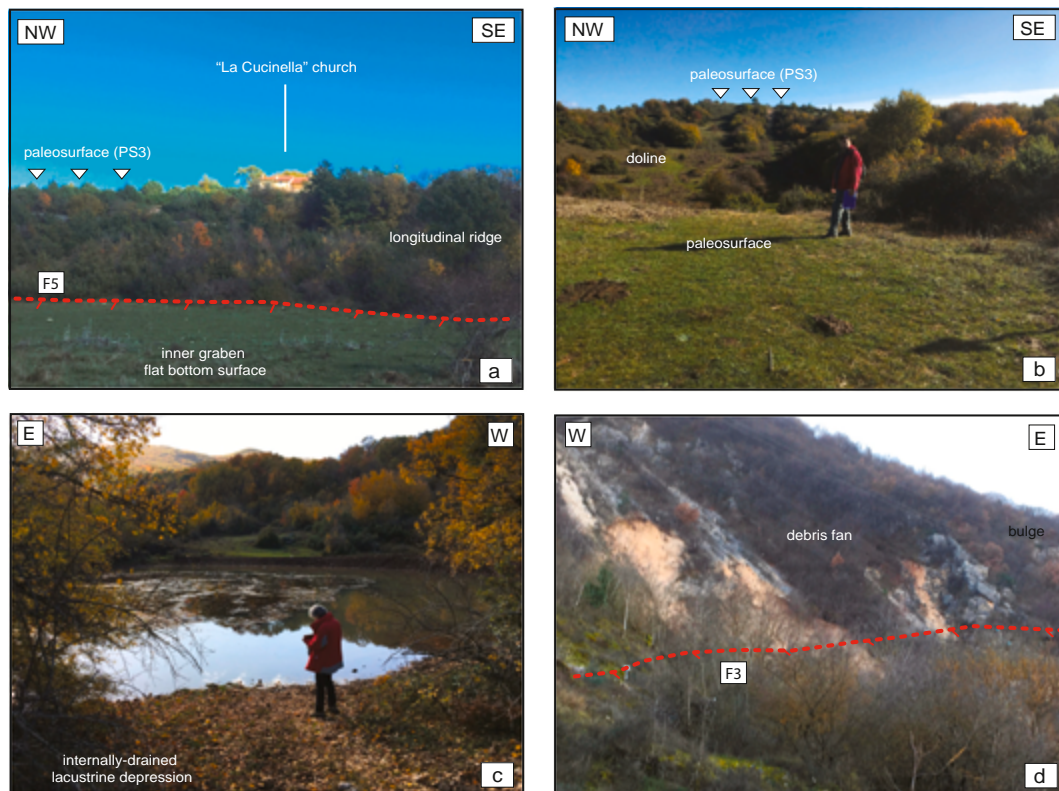 NW
SE
“La Cucinella” church
paleosurface (PS3)
longitudinal ridge
F5
inner graben
flat bottom surface
a
NW
SE
paleosurface (PS3)
doline
paleosurface
b
E
W
internally-drained
lacustrine depression
c
W
E
debris fan
bulge
F3
d